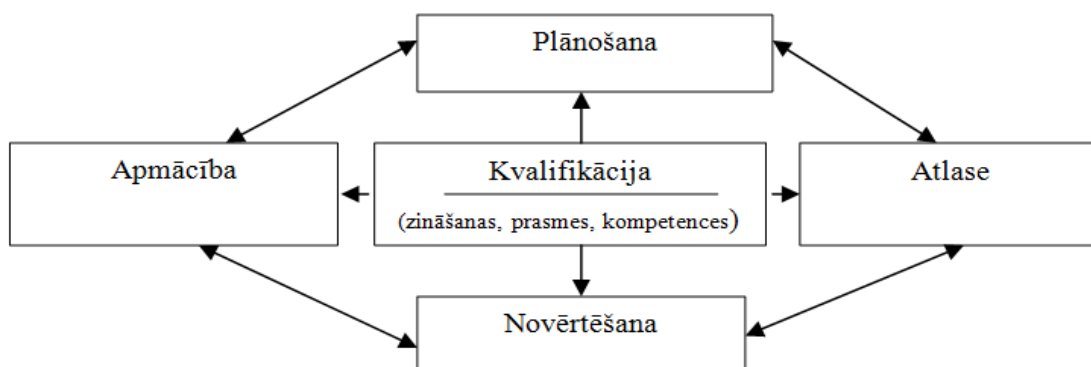 Plānošana
Apmācība
Kvalifikācija
(zināšanas, prasmes, kompetences)
Atlase
Novērtēšana